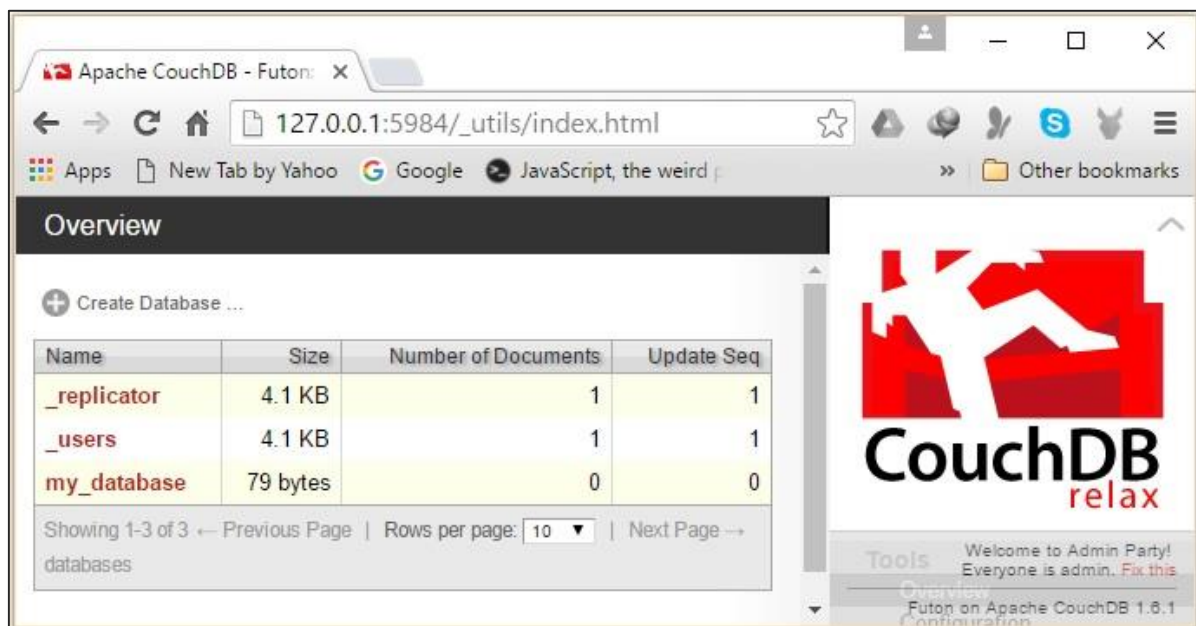 Apache CouchDB - Futon:
127.0.0.1:5984/_utils/index.html
Apps New Tab by Yahoo Google JavaScript, the weird » Other bookmarks
Overview
Create Database ...
Name Size Number of Documents Update Seq
_replicator 4.1 KB 1 1
_users 4.1 KB 1 1
my_database 79 bytes 0 0
Showing 1-3 of 3 ← Previous Page | Rows per page: 10 | Next Page →
databases
CouchDB
relax
Tools
Welcome to Admin Party!
Everyone is admin. Fix this
Overview
Futon on Apache CouchDB 1.6.1
Configuration